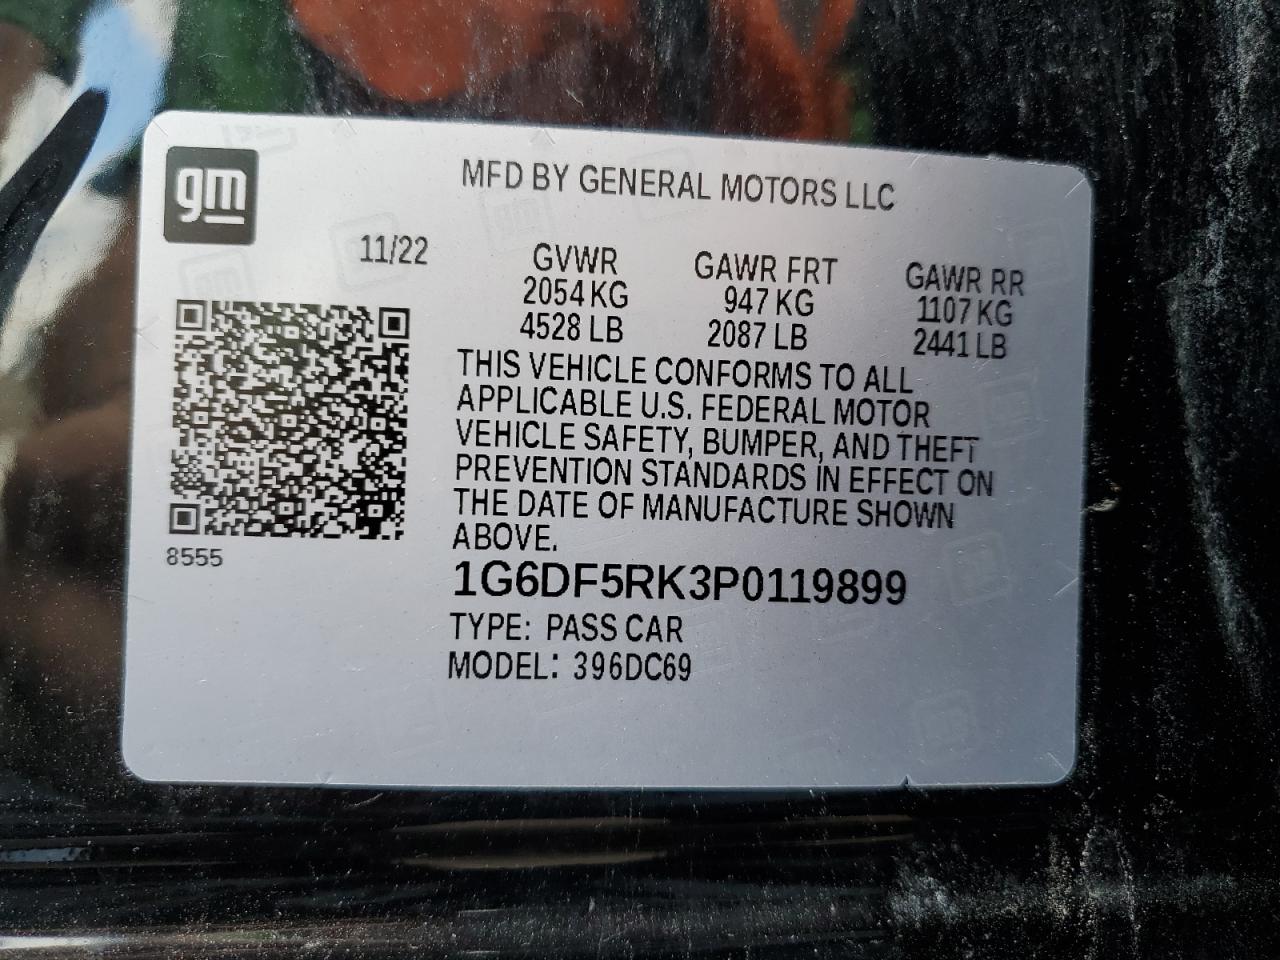 gm
MFD BY GENERAL MOTORS LLC
11/22
GVWR GAWR FRT GAWR RR
2054 KG 947 KG 1107 KG
4528 LB 2087 LB 2441 LB
THIS VEHICLE CONFORMS TO ALL
APPLICABLE U.S. FEDERAL MOTOR
VEHICLE SAFETY, BUMPER, AND THEFT
PREVENTION STANDARDS IN EFFECT ON
THE DATE OF MANUFACTURE SHOWN
ABOVE.
8555
1G6DF5RK3P0119899
TYPE: PASS CAR
MODEL: 396DC69